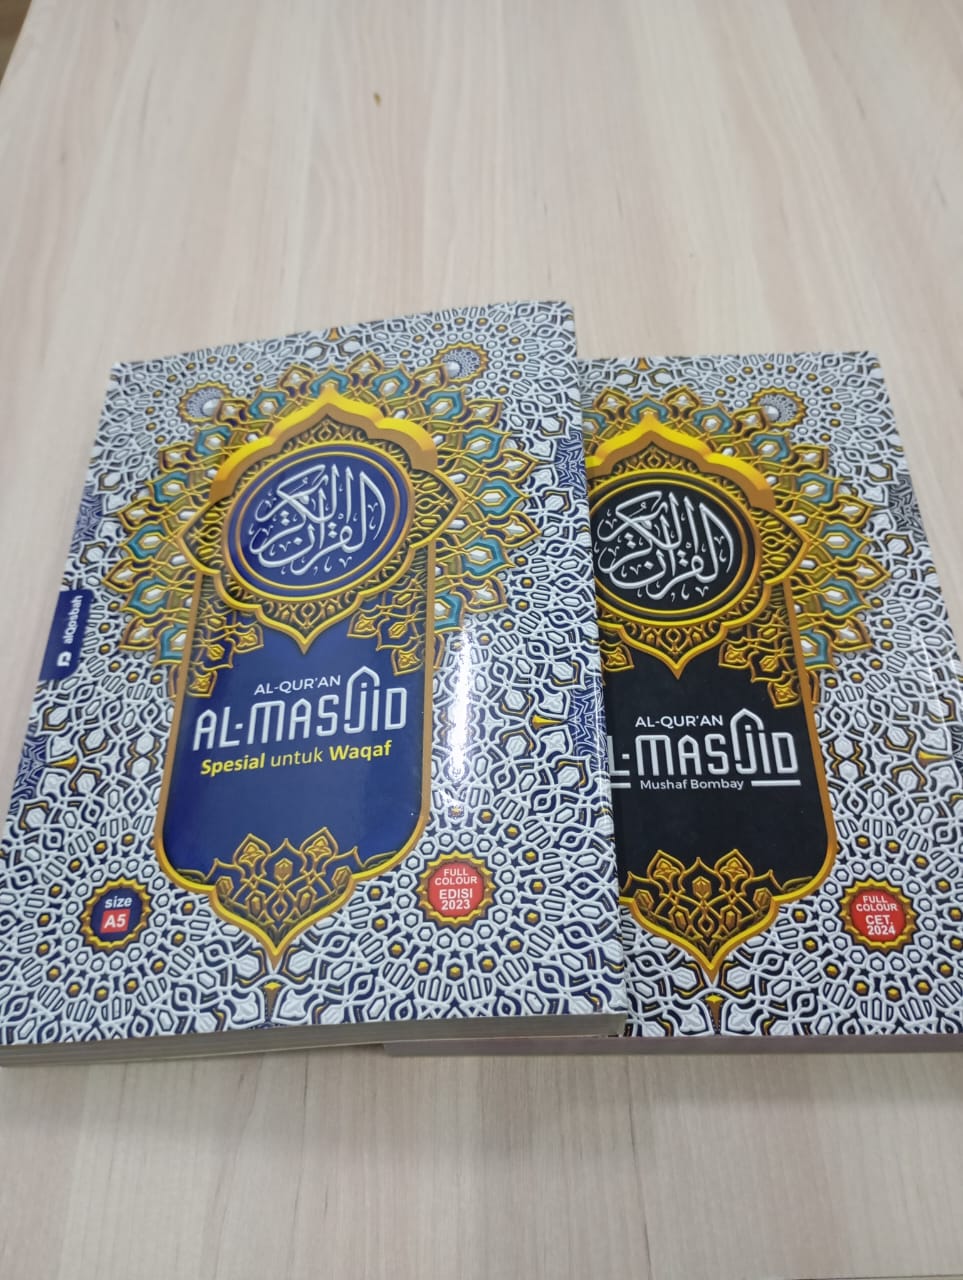 القرآن الكريم
alQosbah
AL-QUR'AN
AL-MASJID
Spesial untuk Waqaf
size
A5
FULL
COLOUR
EDISI
2023
القرآن الكريم
AL-QUR'AN
L-MASJID
Mushaf Bombay
FULL
COLOUR
CET.
2024